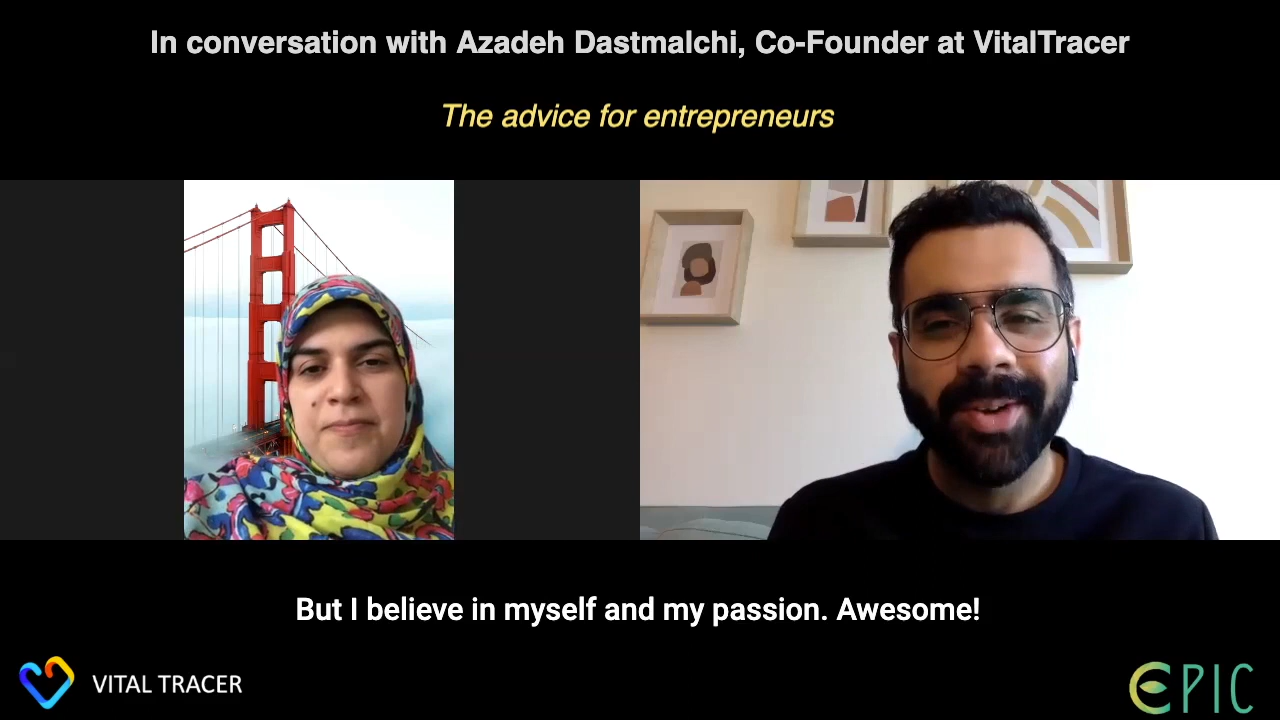 In conversation with Azadeh Dastmalchi, Co-Founder at VitalTracer
The advice for entrepreneurs
But I believe in myself and my passion. Awesome!
VITAL TRACER
EPIC